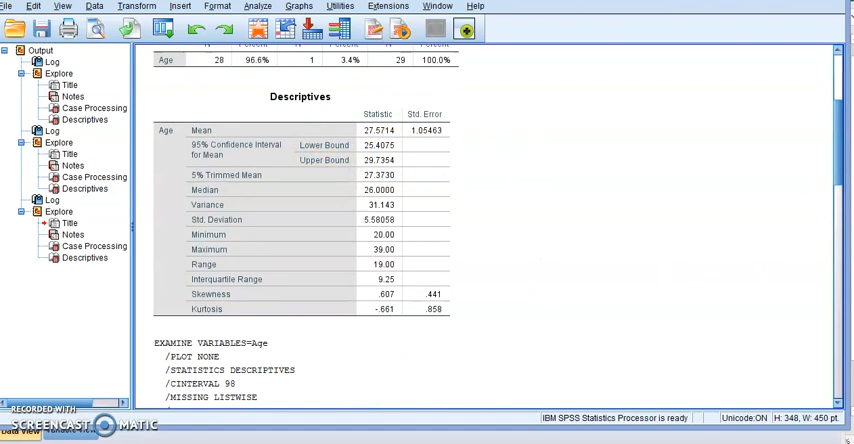 File Edit View Data Transform Insert Format Analyze Graphs Utilities Extensions Window Help
Output
Log
Explore
Title
Notes
Case Processing
Descriptives
Log
Explore
Title
Notes
Case Processing
Descriptives
Log
Explore
Title
Notes
Case Processing
Descriptives
N Percent N Percent N Percent
Age 28 96.6% 1 3.4% 29 100.0%
Descriptives
Statistic Std. Error
Age Mean 27.5714 1.05463
95% Confidence Interval for Mean Lower Bound 25.4075
Upper Bound 29.7354
5% Trimmed Mean 27.3730
Median 26.0000
Variance 31.143
Std. Deviation 5.58058
Minimum 20.00
Maximum 39.00
Range 19.00
Interquartile Range 9.25
Skewness .607 .441
Kurtosis -.661 .858
EXAMINE VARIABLES=Age
/PLOT NONE
/STATISTICS DESCRIPTIVES
/CINTERVAL 98
/MISSING LISTWISE
RECORDED WITH
SCREENCAST MATIC
IBM SPSS Statistics Processor is ready Unicode:ON H: 348, W: 450 pt.
Data View